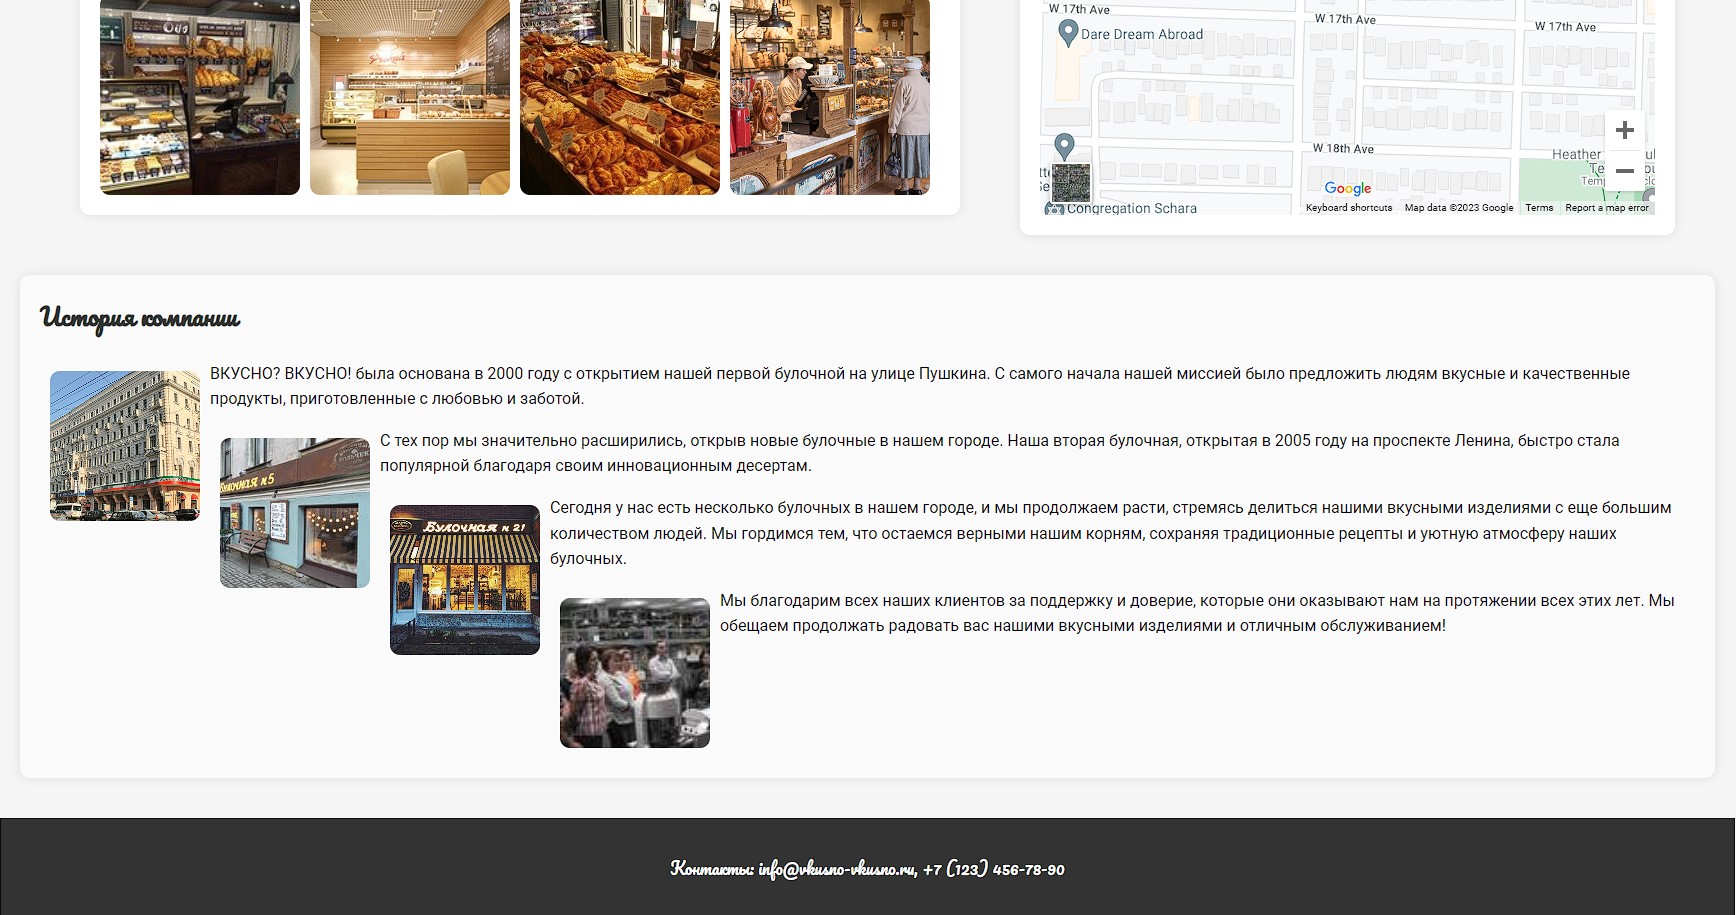 W 17th Ave
W 17th Ave
W 17th Ave
Dare Dream Abroad
W 18th Ave
Heather
Google
Congregation Schara
Keyboard shortcuts Map data ©2023 Google Terms Report a map error
История компании
ВКУСНО? ВКУСНО! была основана в 2000 году с открытием нашей первой булочной на улице Пушкина. С самого начала нашей миссией было предложить людям вкусные и качественные
продукты, приготовленные с любовью и заботой.
С тех пор мы значительно расширились, открыв новые булочные в нашем городе. Наша вторая булочная, открытая в 2005 году на проспекте Ленина, быстро стала
популярной благодаря своим инновационным десертам.
Булочная №5
Сегодня у нас есть несколько булочных в нашем городе, и мы продолжаем расти, стремясь делиться нашими вкусными изделиями с еще большим
количеством людей. Мы гордимся тем, что остаемся верными нашим корням, сохраняя традиционные рецепты и уютную атмосферу наших
булочных.
Булочная № 21
Мы благодарим всех наших клиентов за поддержку и доверие, которые они оказывают нам на протяжении всех этих лет. Мы
обещаем продолжать радовать вас нашими вкусными изделиями и отличным обслуживанием!
Контакты: info@vkusno-vkusno.ru, +7 (123) 456-78-90